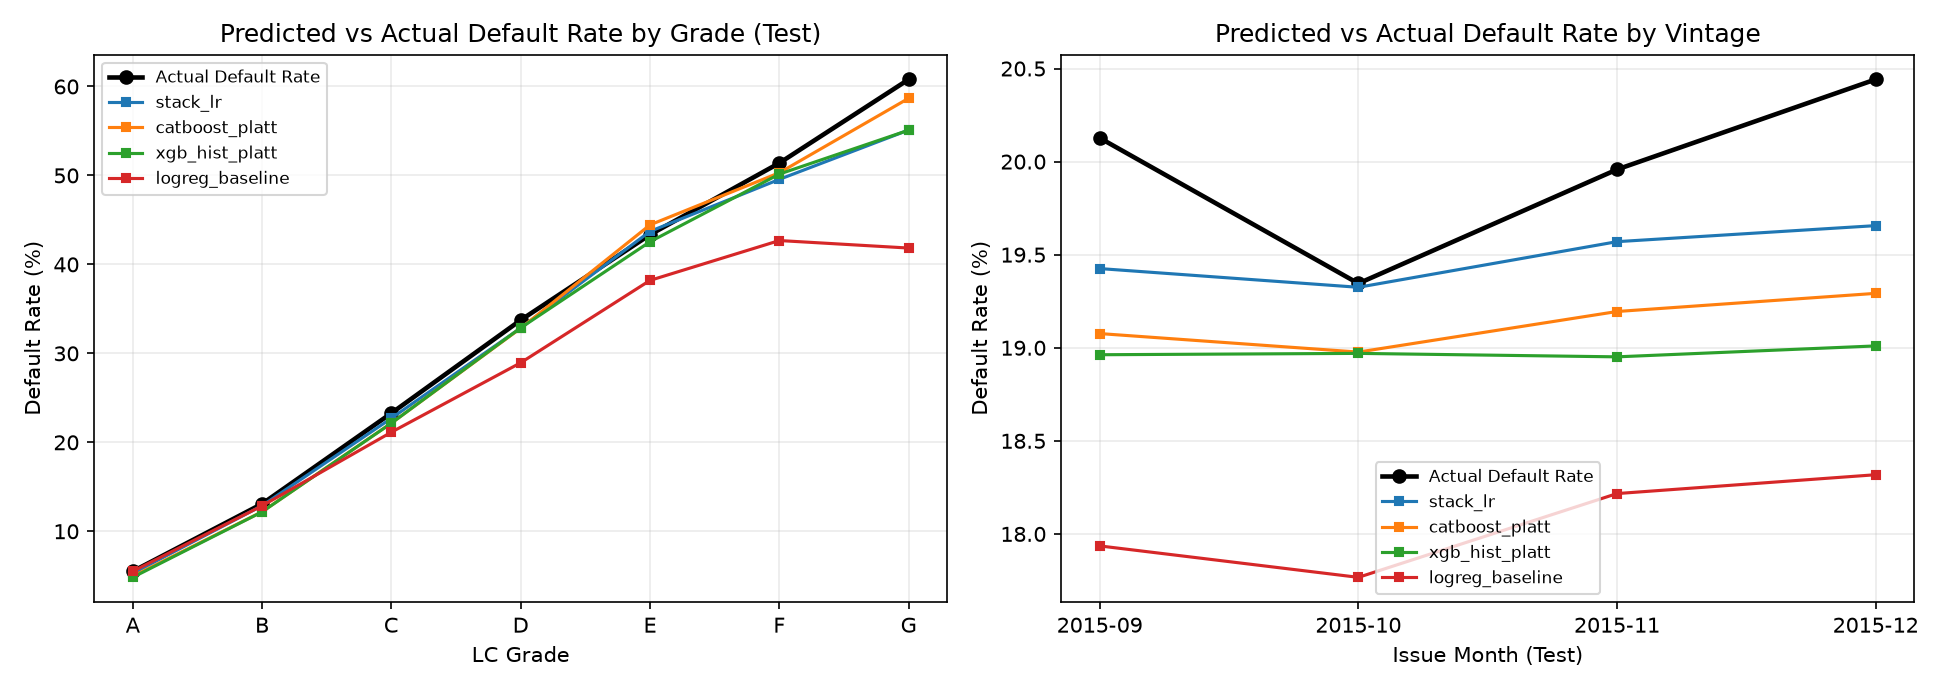 Predicted vs Actual Default Rate by Grade (Test)
Actual Default Rate
stack_lr
catboost_platt
xgb_hist_platt
logreg_baseline
Default Rate (%)
60
50
40
30
20
10
A B C D E F G
LC Grade
Predicted vs Actual Default Rate by Vintage
Default Rate (%)
20.5
20.0
19.5
19.0
18.5
18.0
Actual Default Rate
stack_lr
catboost_platt
xgb_hist_platt
logreg_baseline
2015-09 2015-10 2015-11 2015-12
Issue Month (Test)